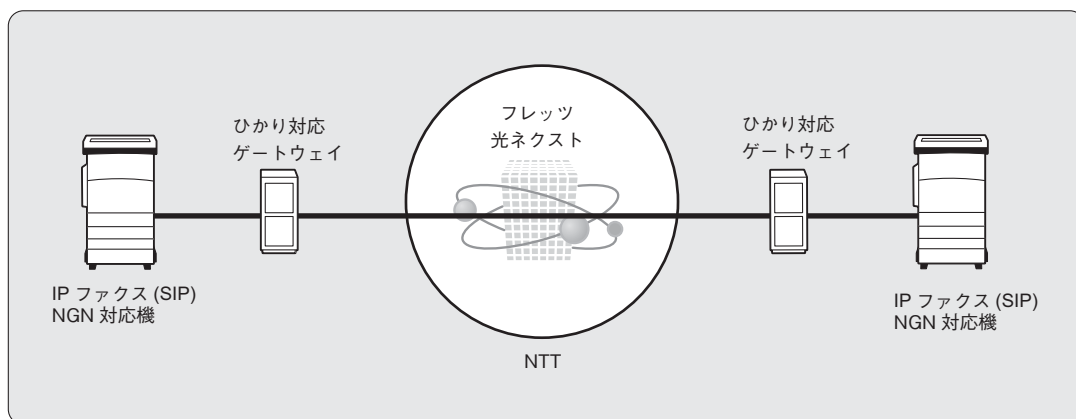 フレッツ
光ネクスト
ひかり対応
ゲートウェイ
ひかり対応
ゲートウェイ
IP ファクス (SIP)
NGN 対応機
IP ファクス (SIP)
NGN 対応機
NTT